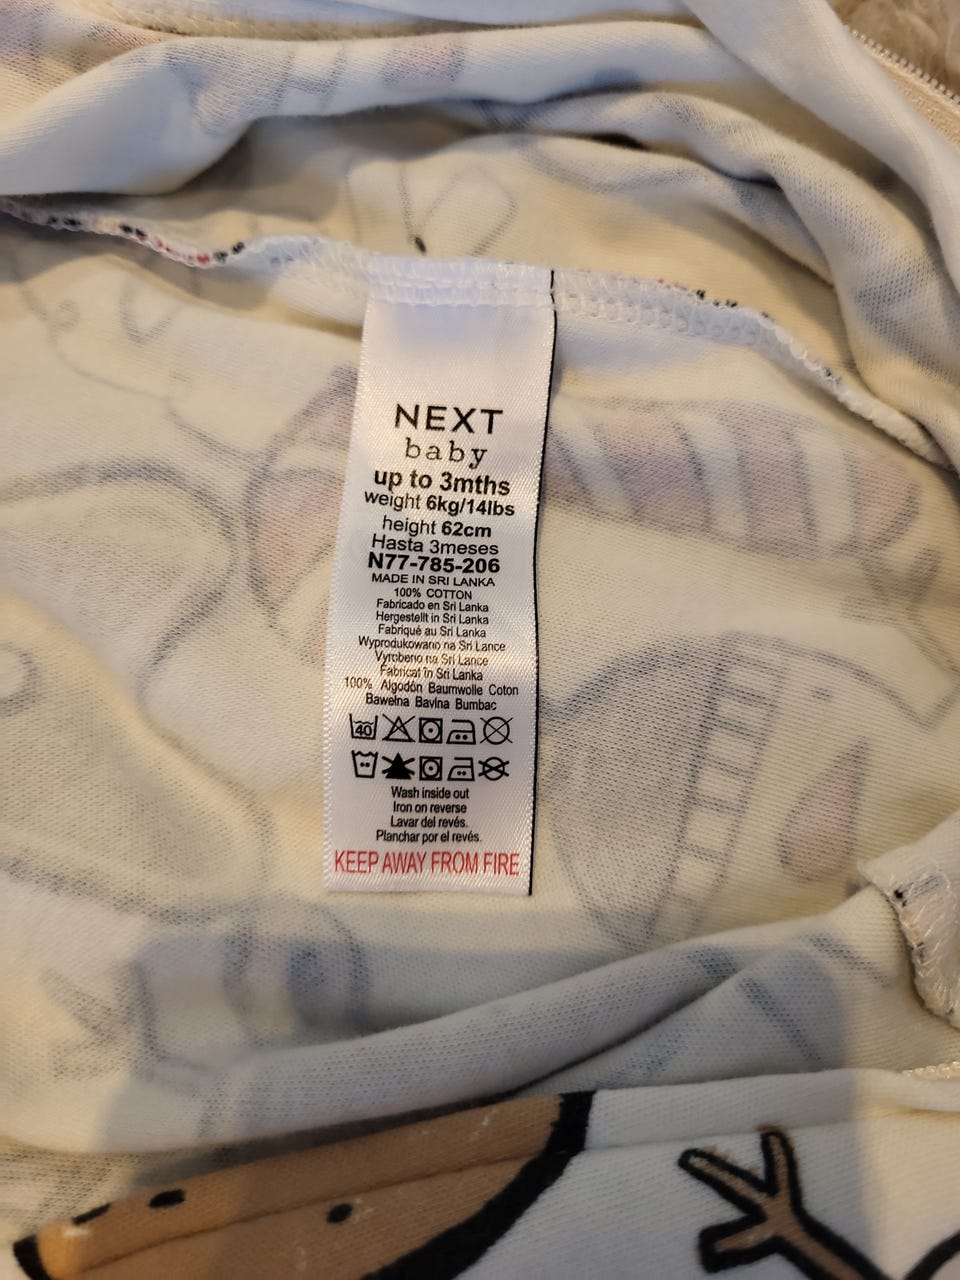 NEXT
baby
up to 3mths
weight 6kg/14lbs
height 62cm
Hasta 3meses
N77-785-206
MADE IN SRI LANKA
100% COTTON
Fabricado en Sri Lanka
Hergestellt in Sri Lanka
Fabriqué au Sri Lanka
Wyprodukowano na Sri Lance
Vyrobeno na Sri Lance
Fabricat în Sri Lanka
100% Algodón Baumwolle Coton
Bawełna Bavlna Bumbac
40
Wash inside out
Iron on reverse
Lavar del revés.
Planchar por el revés.
KEEP AWAY FROM FIRE